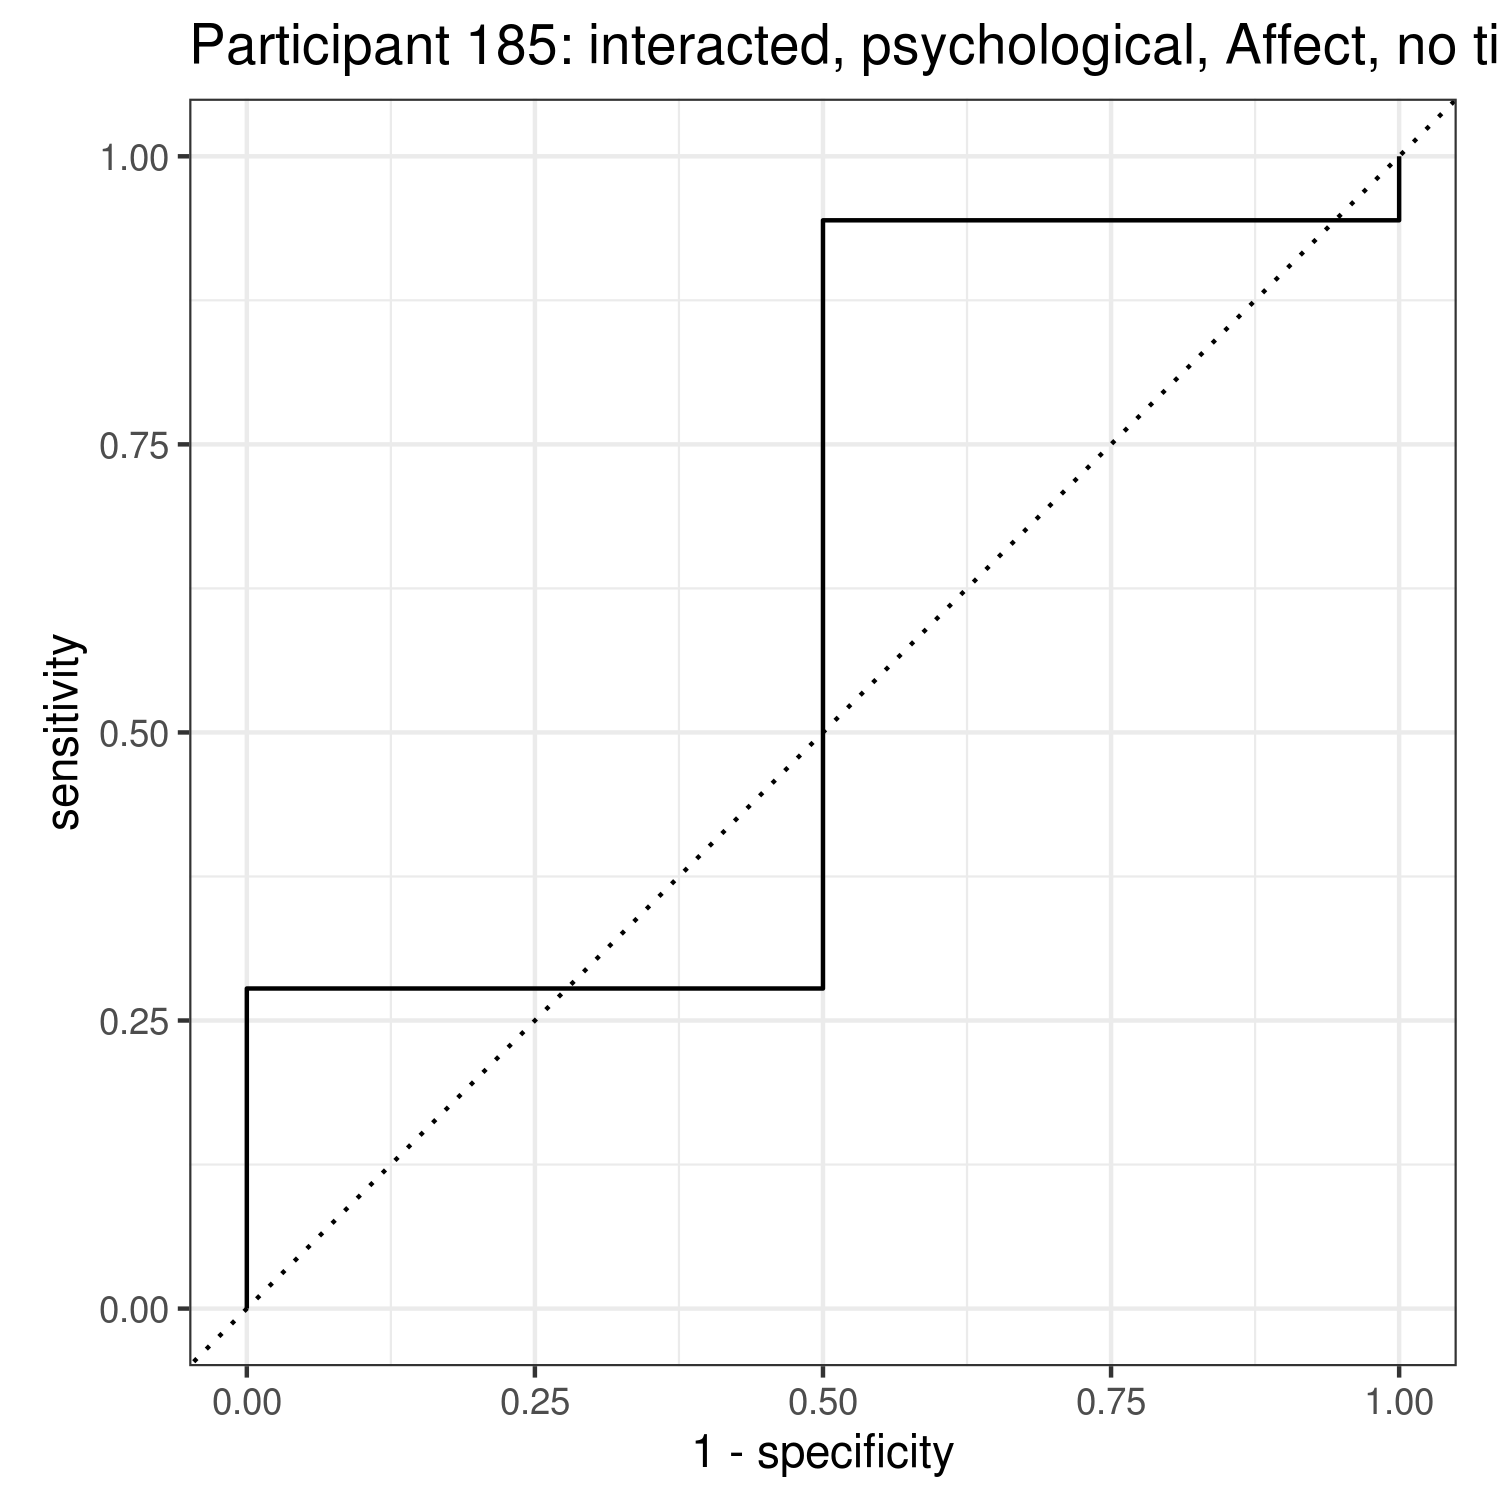 Participant 185: interacted, psychological, Affect, no ti
1.00
0.75
0.50
0.25
0.00
sensitivity
0.00 0.25 0.50 0.75 1.00
1 - specificity